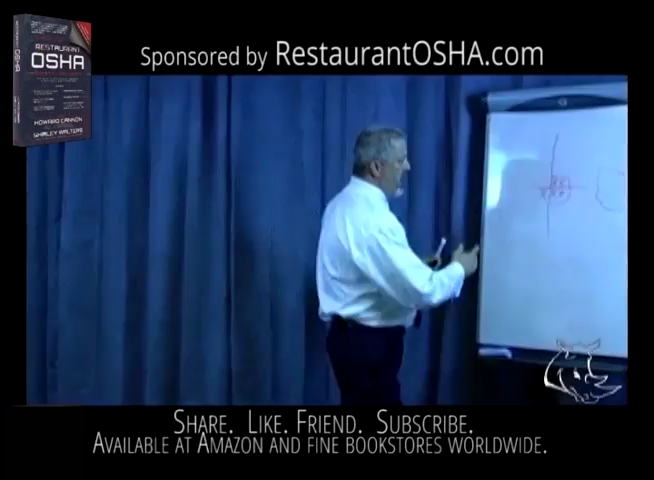 RESTAURANT
OSHA
HOWARD CANNON
SHIRLEY WALTERS
Sponsored by RestaurantOSHA.com
SHARE. LIKE. FRIEND. SUBSCRIBE.
AVAILABLE AT AMAZON AND FINE BOOKSTORES WORLDWIDE.